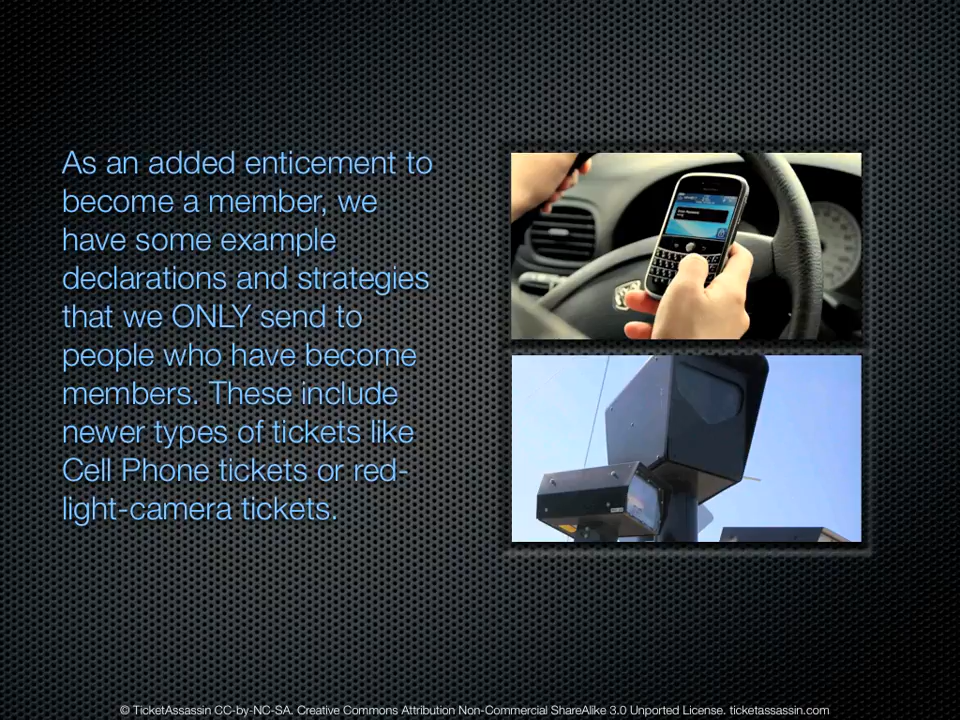 As an added enticement to
become a member, we
have some example
declarations and strategies
that we ONLY send to
people who have become
members. These include
newer types of tickets like
Cell Phone tickets or red-
light-camera tickets.
© TicketAssassin CC-by-NC-SA. Creative Commons Attribution Non-Commercial ShareAlike 3.0 Unported License. ticketassassin.com